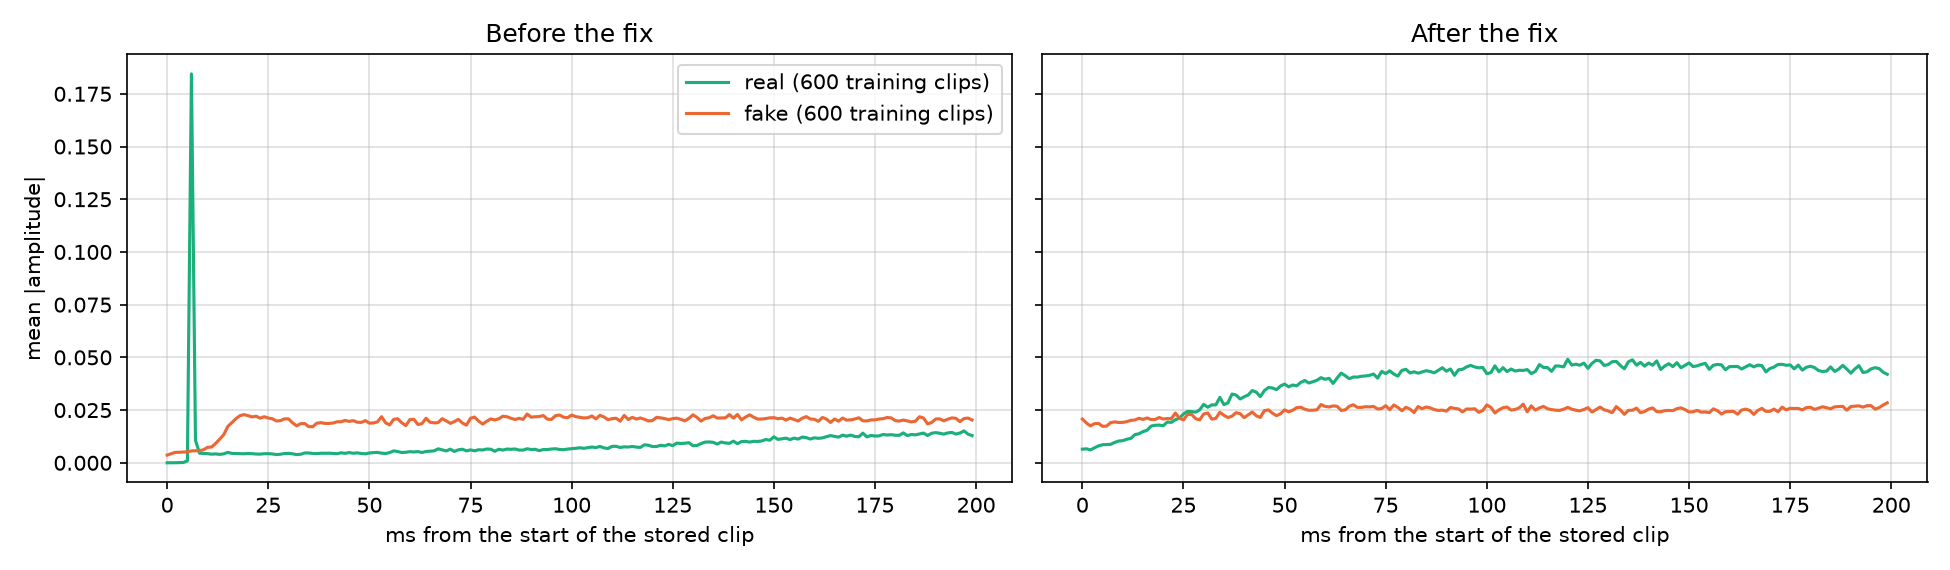 Before the fix
real (600 training clips)
fake (600 training clips)
mean |amplitude|
0.175
0.150
0.125
0.100
0.075
0.050
0.025
0.000
0 25 50 75 100 125 150 175 200
ms from the start of the stored clip
After the fix
0 25 50 75 100 125 150 175 200
ms from the start of the stored clip